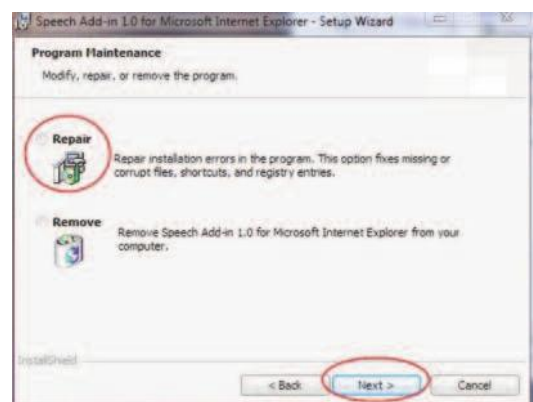 Speech Add-in 1.0 for Microsoft Internet Explorer - Setup Wizard
Program Maintenance
Modify, repair, or remove the program.
Repair
Repair installation errors in the program. This option fixes missing or
corrupt files, shortcuts, and registry entries.
Remove
Remove Speech Add-in 1.0 for Microsoft Internet Explorer from your
computer.
InstallShield
< Back
Next >
Cancel